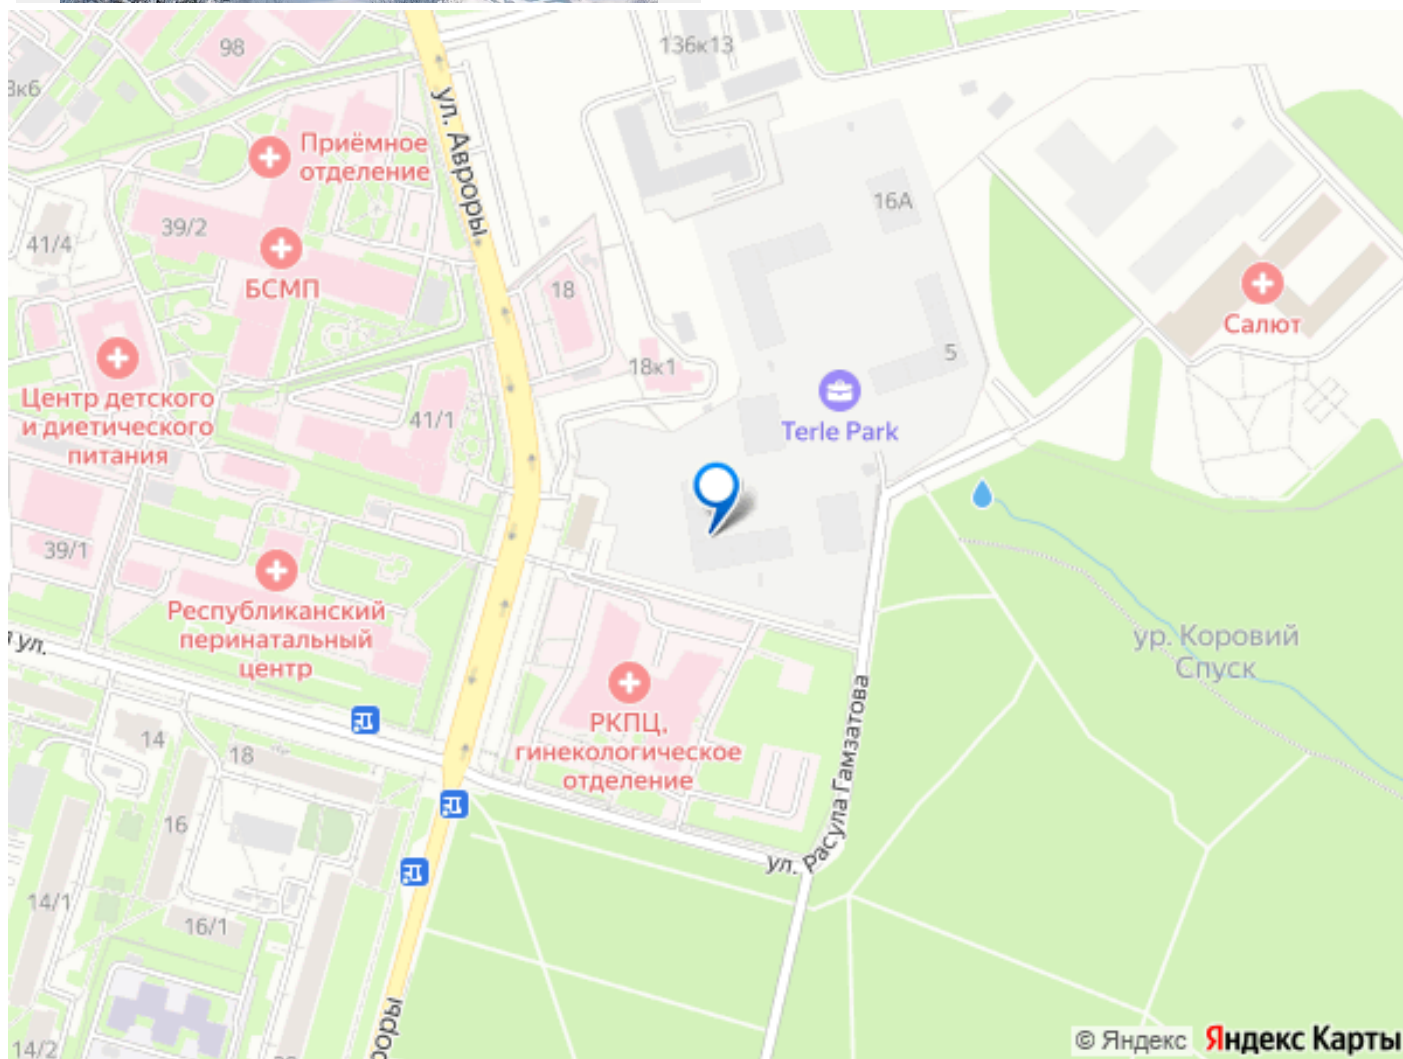 98
136к13
3к6
ул. Авроры
Приёмное
отделение
16А
39/2
41/4
БСМП
18
Салют
5
18к1
Центр детского
и диетического
питания
41/1
Terle Park
39/1
Республиканский
перинатальный
центр
ур. Коровий
Спуск
ул.
РКПЦ,
гинекологическое
отделение
14
18
16
ул. Расула Гамзатова
14/1
16/1
роры
14/2
© Яндекс Яндекс Карты